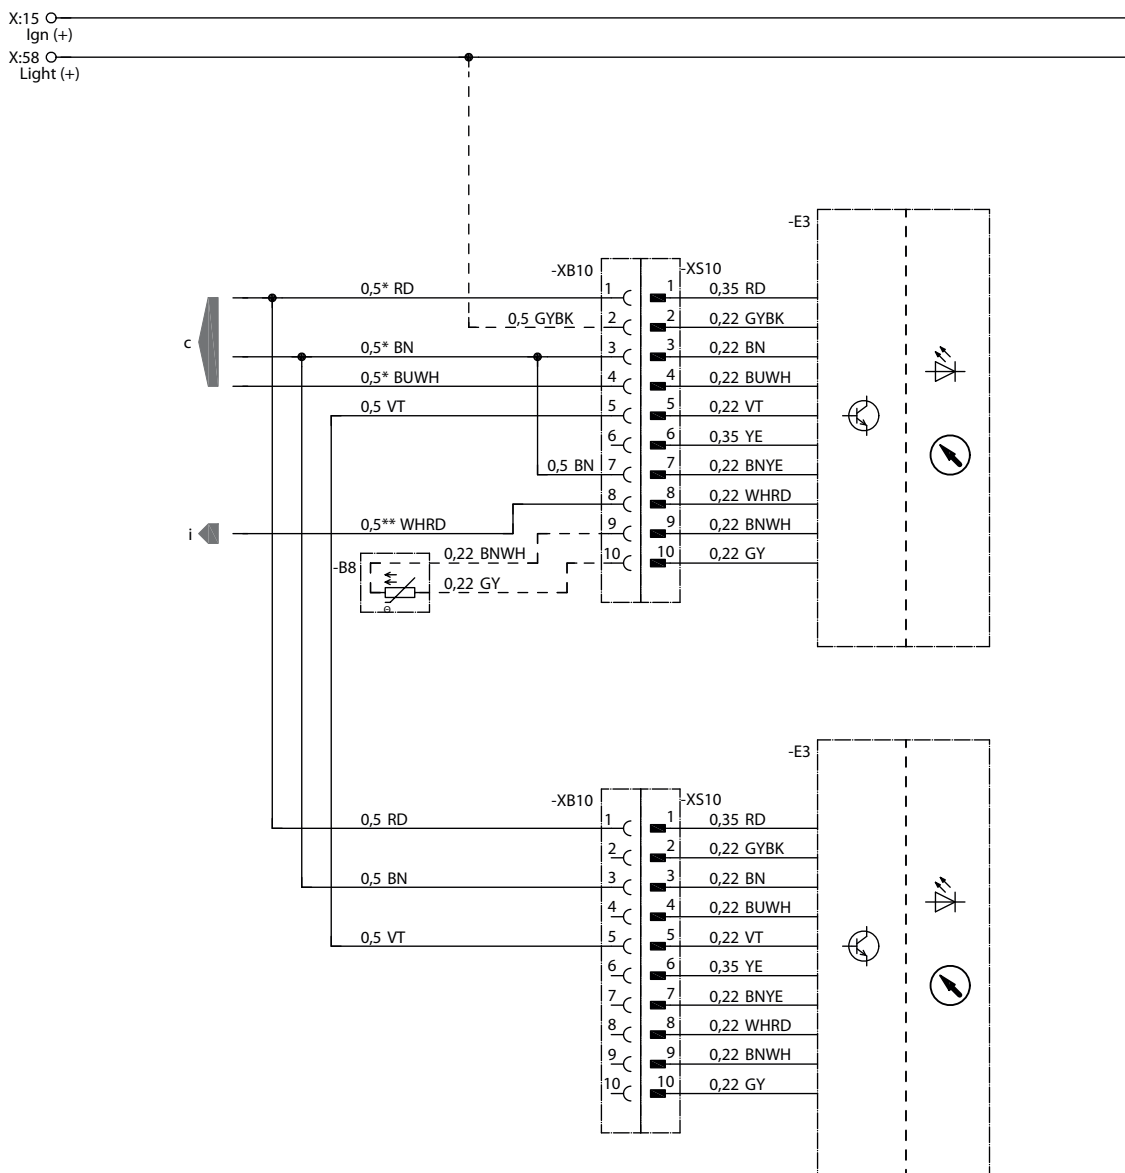 X:15
Ign (+)
X:58
Light (+)
-E3
-XB10
-XS10
c
0,5* RD
1
1
0,35 RD
0,5 GYBK
2
2
0,22 GYBK
0,5* BN
3
3
0,22 BN
0,5* BUWH
4
4
0,22 BUWH
0,5 VT
5
5
0,22 VT
6
6
0,35 YE
0,5 BN
7
7
0,22 BNYE
8
8
0,22 WHRD
i
0,5** WHRD
9
9
0,22 BNWH
0,22 BNWH
10
10
0,22 GY
-B8
0,22 GY
Θ
-E3
-XB10
-XS10
0,5 RD
1
1
0,35 RD
2
2
0,22 GYBK
0,5 BN
3
3
0,22 BN
4
4
0,22 BUWH
0,5 VT
5
5
0,22 VT
6
6
0,35 YE
7
7
0,22 BNYE
8
8
0,22 WHRD
9
9
0,22 BNWH
10
10
0,22 GY